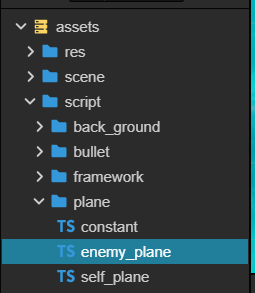 assets
res
scene
script
back_ground
bullet
framework
plane
TS constant
TS enemy_plane
TS self_plane